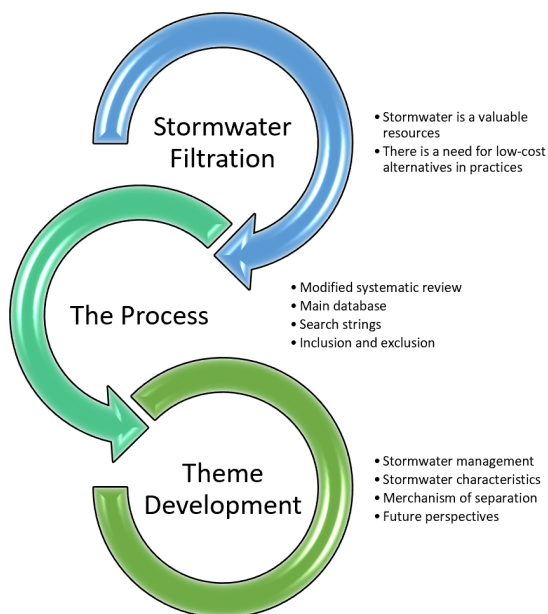 Stormwater
Filtration
• Stormwater is a valuable
resources
• There is a need for low-cost
alternatives in practices
The Process
• Modified systematic review
• Main database
• Search strings
• Inclusion and exclusion
Theme
Development
• Stormwater management
• Stormwater characteristics
• Merchanism of separation
• Future perspectives